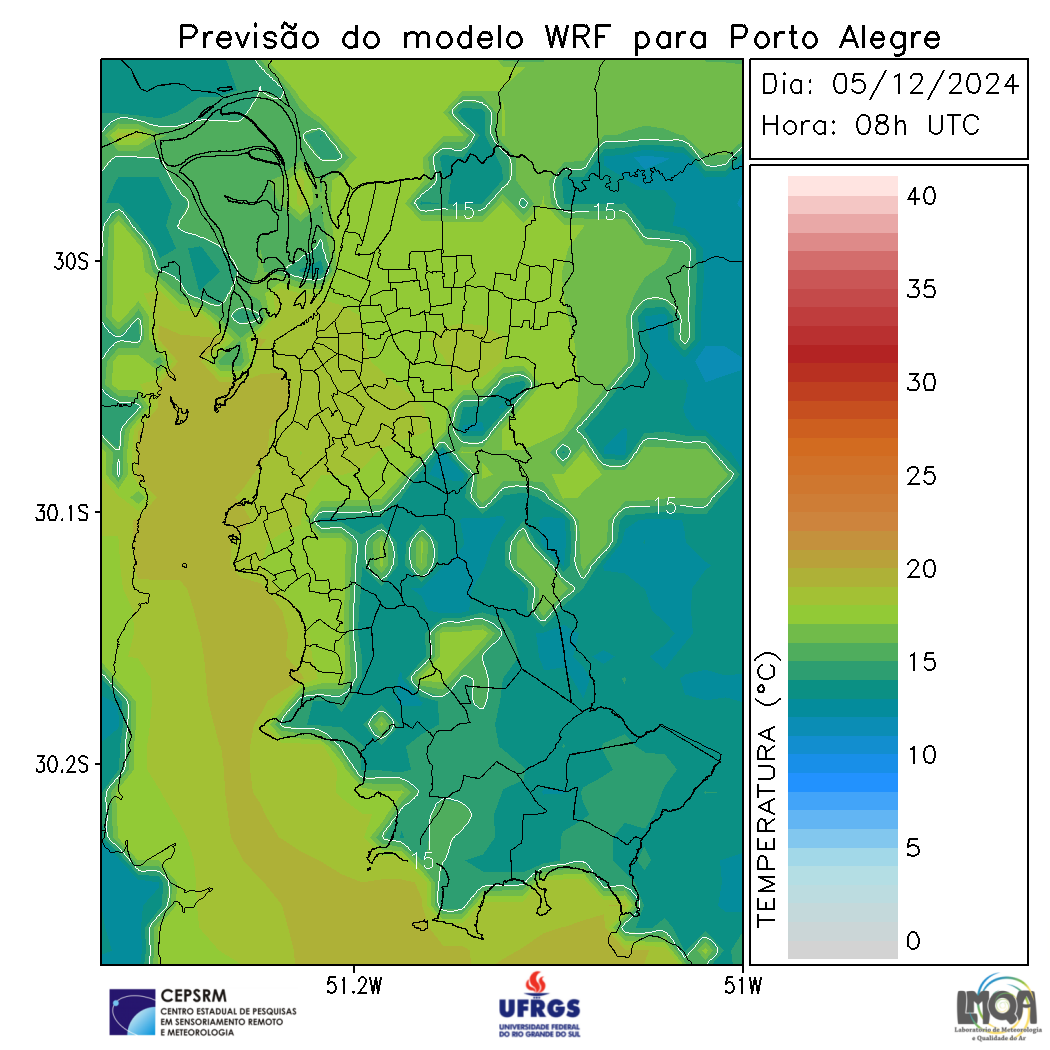 Previsão do modelo WRF para Porto Alegre
Dia: 05/12/2024
Hora: 08h UTC
40
35
30
25
20
15
10
5
0
TEMPERATURA (°C)
30S
30.1S
30.2S
51.2W
51W
15
15
15
15
CEPSRM
CENTRO ESTADUAL DE PESQUISAS
EM SENSORIAMENTO REMOTO
E METEOROLOGIA
UFRGS
UNIVERSIDADE FEDERAL
DO RIO GRANDE DO SUL
LMQA
Laboratório de Meteorologia
e Qualidade do Ar